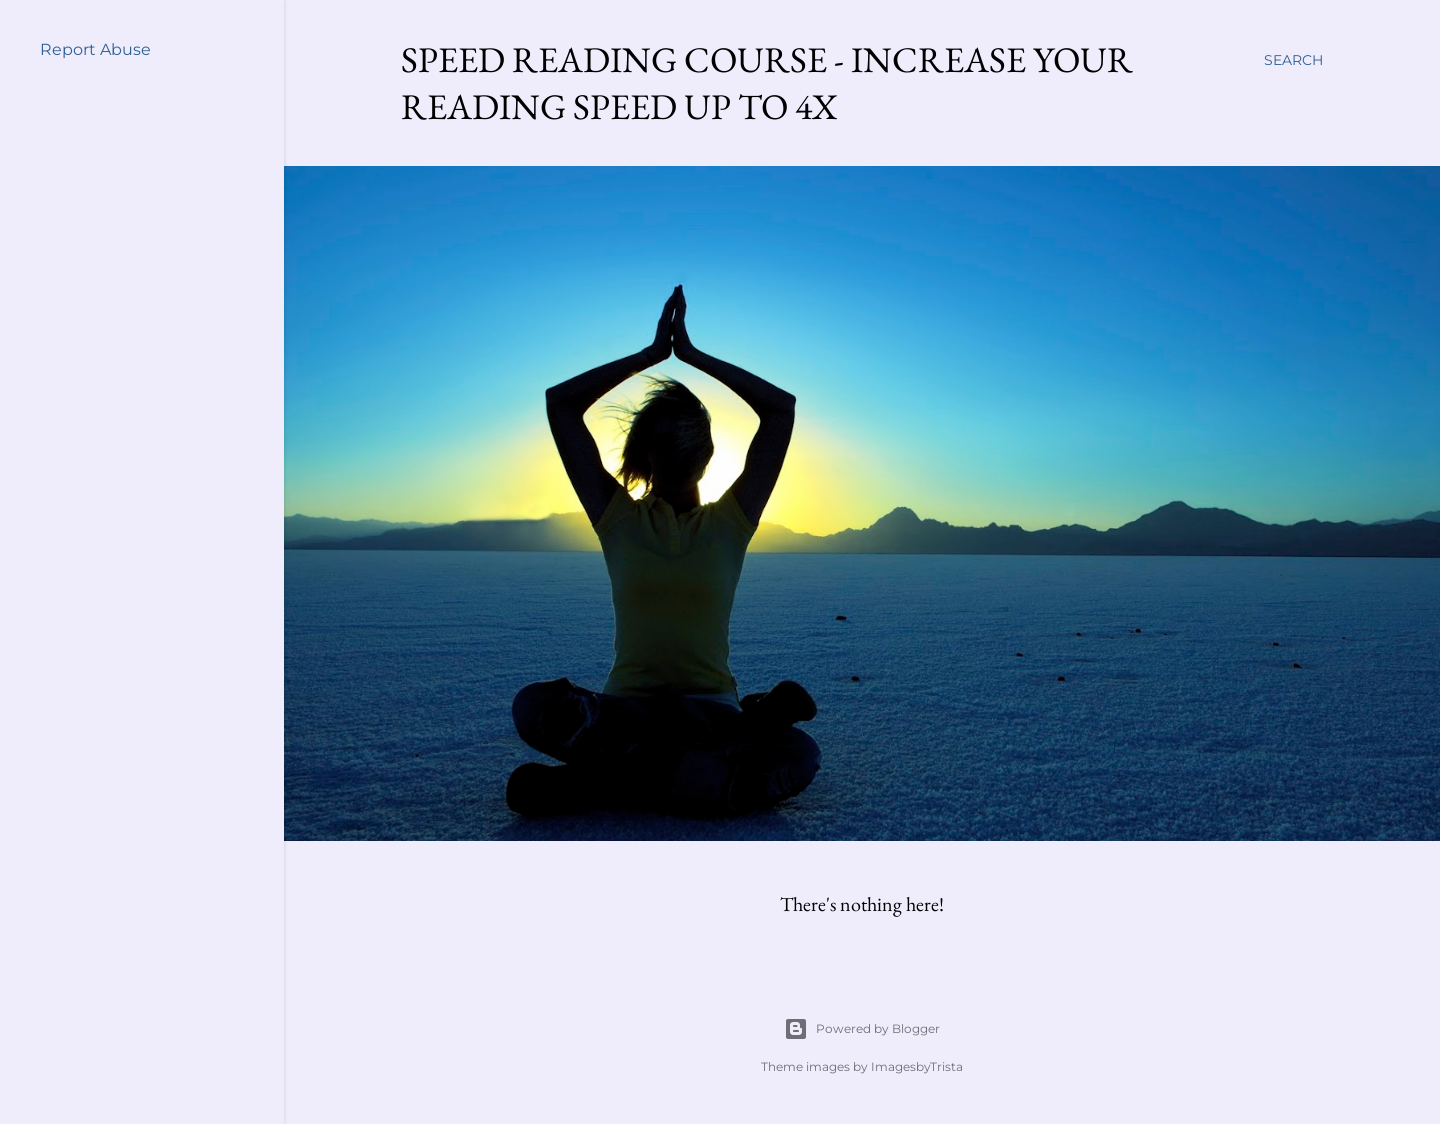 Report Abuse
SPEED READING COURSE - INCREASE YOUR
READING SPEED UP TO 4X
SEARCH
There's nothing here!
Powered by Blogger
Theme images by ImagesbyTrista